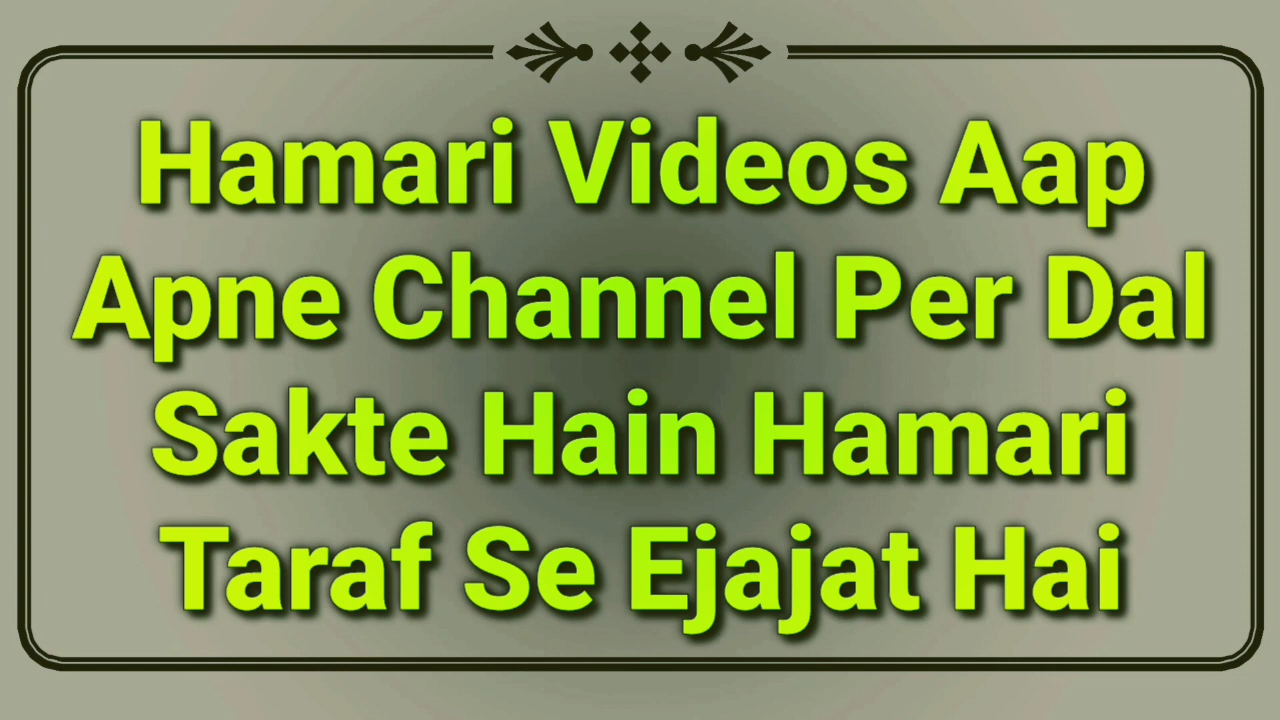 Hamari Videos Aap
Apne Channel Per Dal
Sakte Hain Hamari
Taraf Se Ejajat Hai